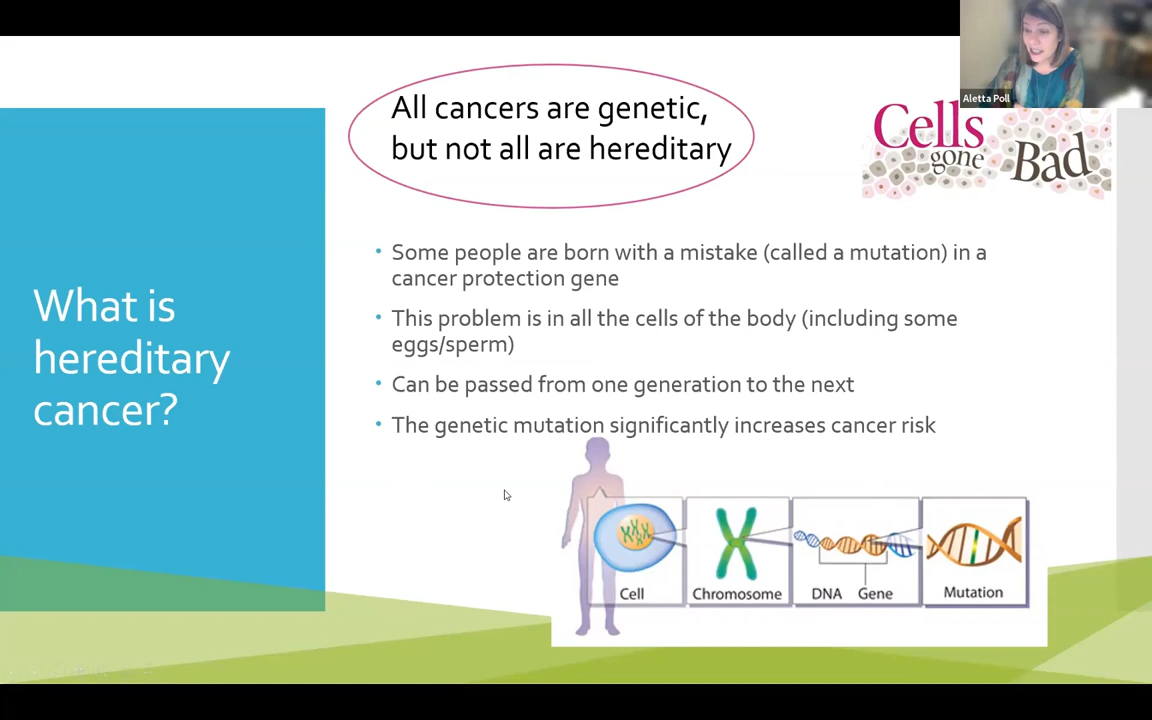 All cancers are genetic,
but not all are hereditary
Aletta Poll
Cells
gone
Bad
What is
hereditary
cancer?
• Some people are born with a mistake (called a mutation) in a
cancer protection gene
• This problem is in all the cells of the body (including some
eggs/sperm)
• Can be passed from one generation to the next
• The genetic mutation significantly increases cancer risk
Cell
Chromosome
DNA Gene
Mutation